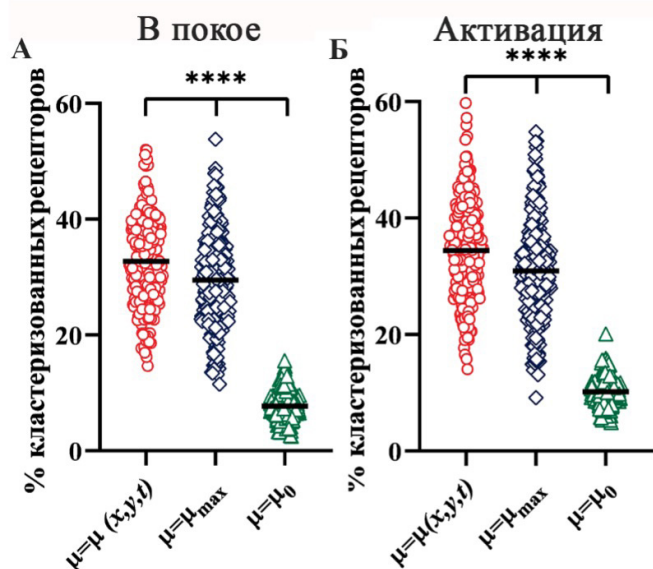 В покое
А
****
% кластеризованных рецепторов
60
40
20
0
μ=μ (x,y,t)
μ=μmax
μ=μ0
Активация
Б
****
% кластеризованных рецепторов
60
40
20
0
μ=μ(x,y,t)
μ=μmax
μ=μ0